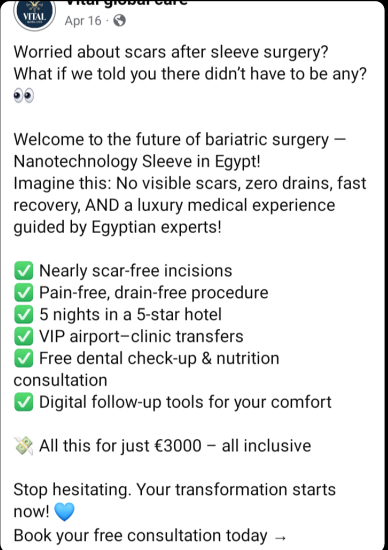 VITAL
Vital global care
Apr 16 ·
Worried about scars after sleeve surgery?
What if we told you there didn't have to be any?
👀
Welcome to the future of bariatric surgery —
Nanotechnology Sleeve in Egypt!
Imagine this: No visible scars, zero drains, fast
recovery, AND a luxury medical experience
guided by Egyptian experts!
✅ Nearly scar-free incisions
✅ Pain-free, drain-free procedure
✅ 5 nights in a 5-star hotel
✅ VIP airport–clinic transfers
✅ Free dental check-up & nutrition
consultation
✅ Digital follow-up tools for your comfort
💸 All this for just €3000 – all inclusive
Stop hesitating. Your transformation starts
now! 💙
Book your free consultation today →